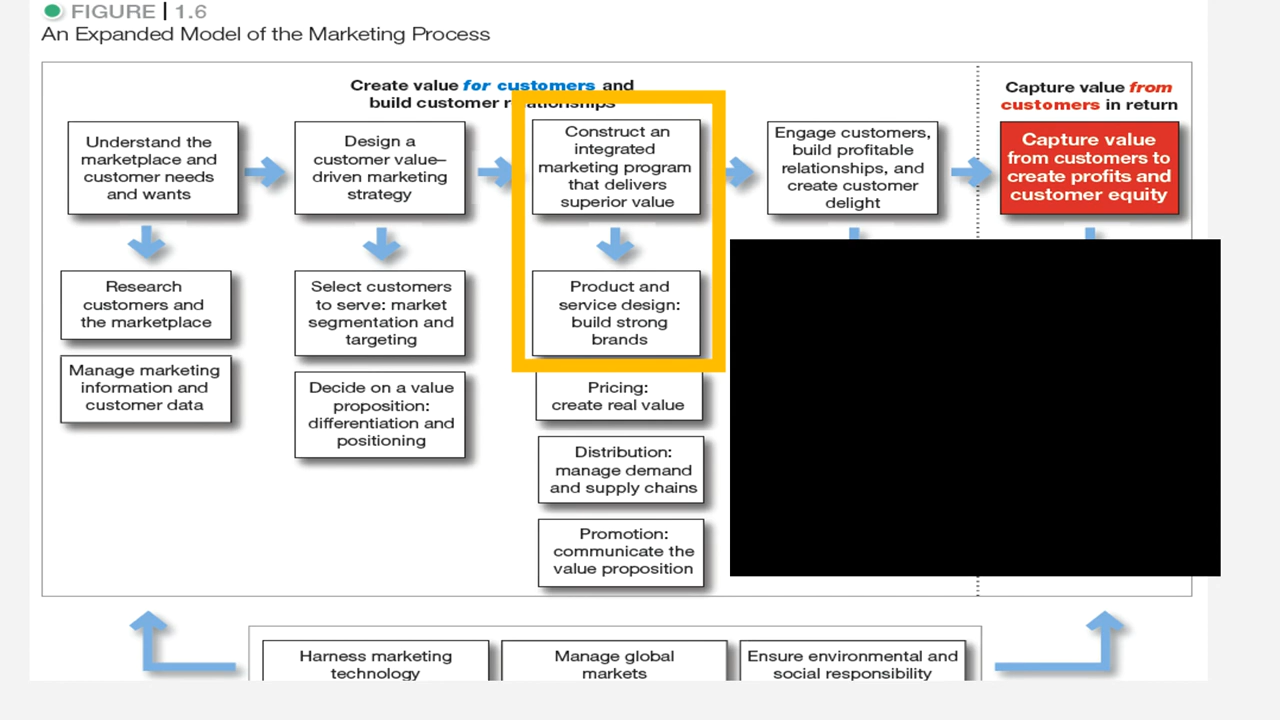 FIGURE | 1.6
An Expanded Model of the Marketing Process
Create value for customers and
build customer relationships
Capture value from
customers in return
Understand the
marketplace and
customer needs
and wants
Design a
customer value–
driven marketing
strategy
Construct an
integrated
marketing program
that delivers
superior value
Engage customers,
build profitable
relationships, and
create customer
delight
Capture value
from customers to
create profits and
customer equity
Research
customers and
the marketplace
Manage marketing
information and
customer data
Select customers
to serve: market
segmentation and
targeting
Decide on a value
proposition:
differentiation and
positioning
Product and
service design:
build strong
brands
Pricing:
create real value
Distribution:
manage demand
and supply chains
Promotion:
communicate the
value proposition
Harness marketing
technology
Manage global
markets
Ensure environmental and
social responsibility